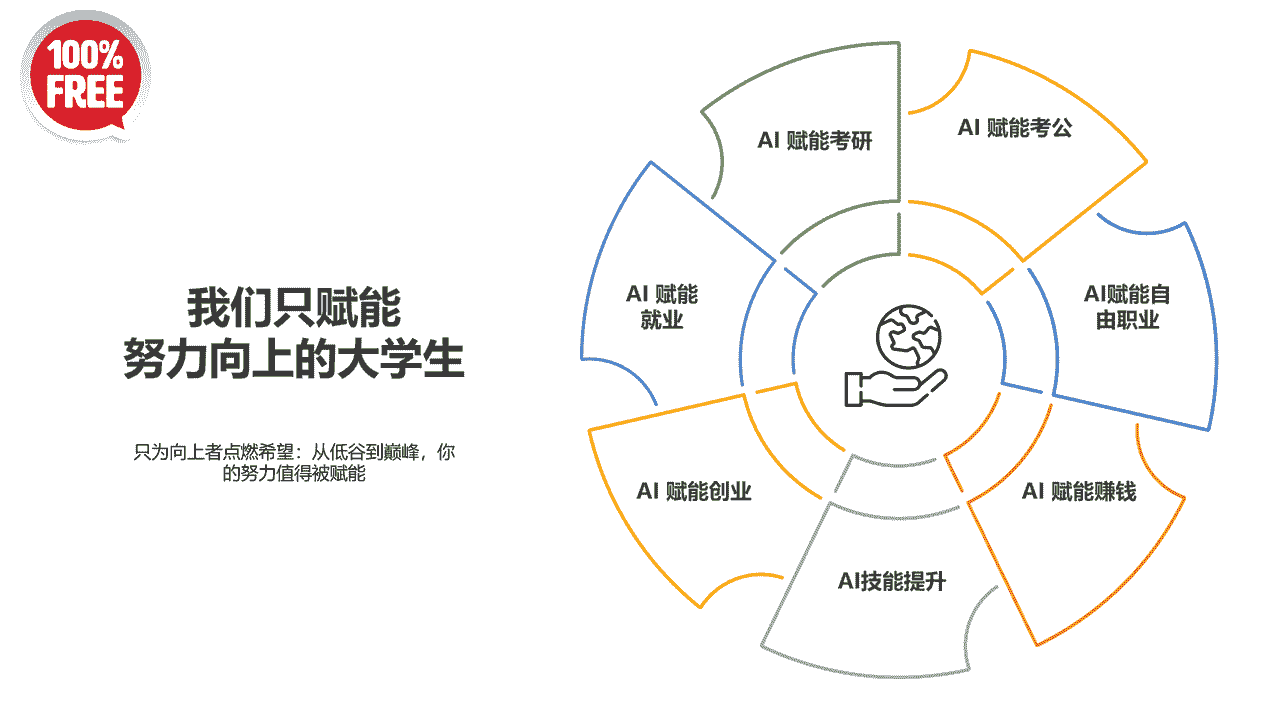 100%
FREE
我们只赋能
努力向上的大学生
只为向上者点燃希望：从低谷到巅峰，你
的努力值得被赋能
AI 赋能考研
AI 赋能考公
AI 赋能
就业
AI赋能自
由职业
AI 赋能创业
AI 赋能赚钱
AI技能提升